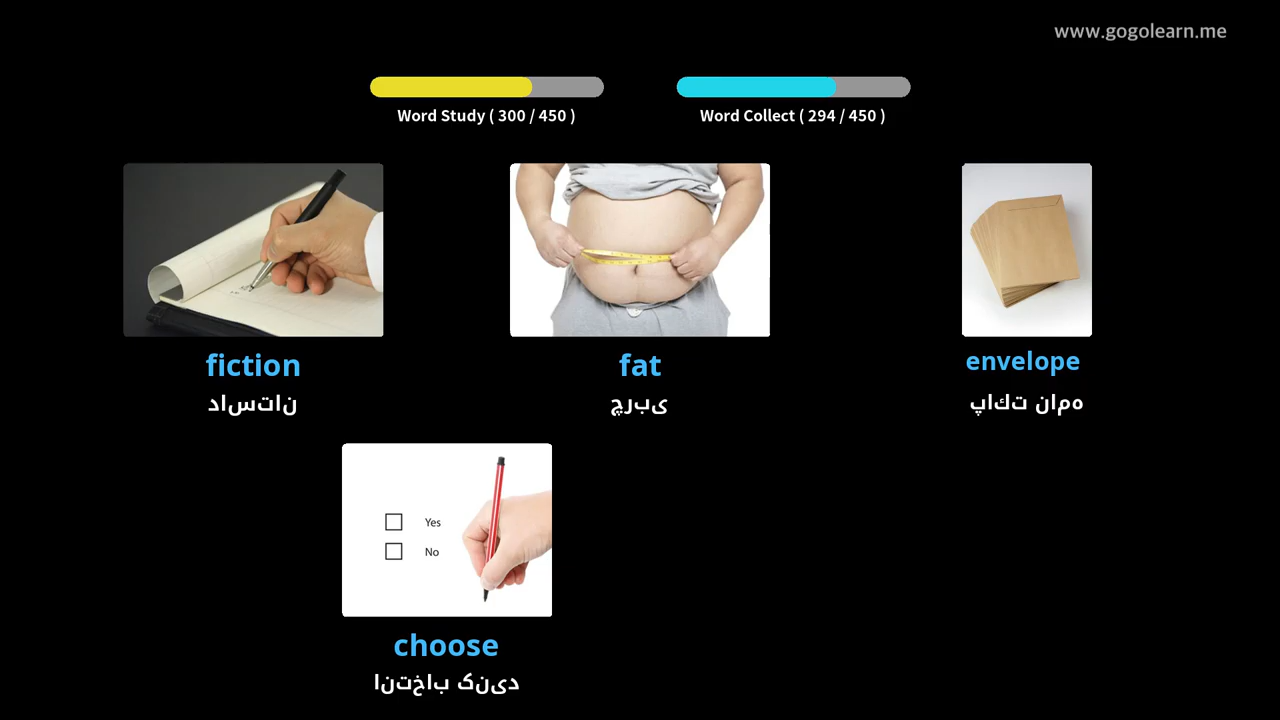 www.gogolearn.me
Word Study ( 300 / 450 )
Word Collect ( 294 / 450 )
fiction
داستان
fat
چربی
envelope
پاكت نامه
Yes
No
choose
انتخاب کنید